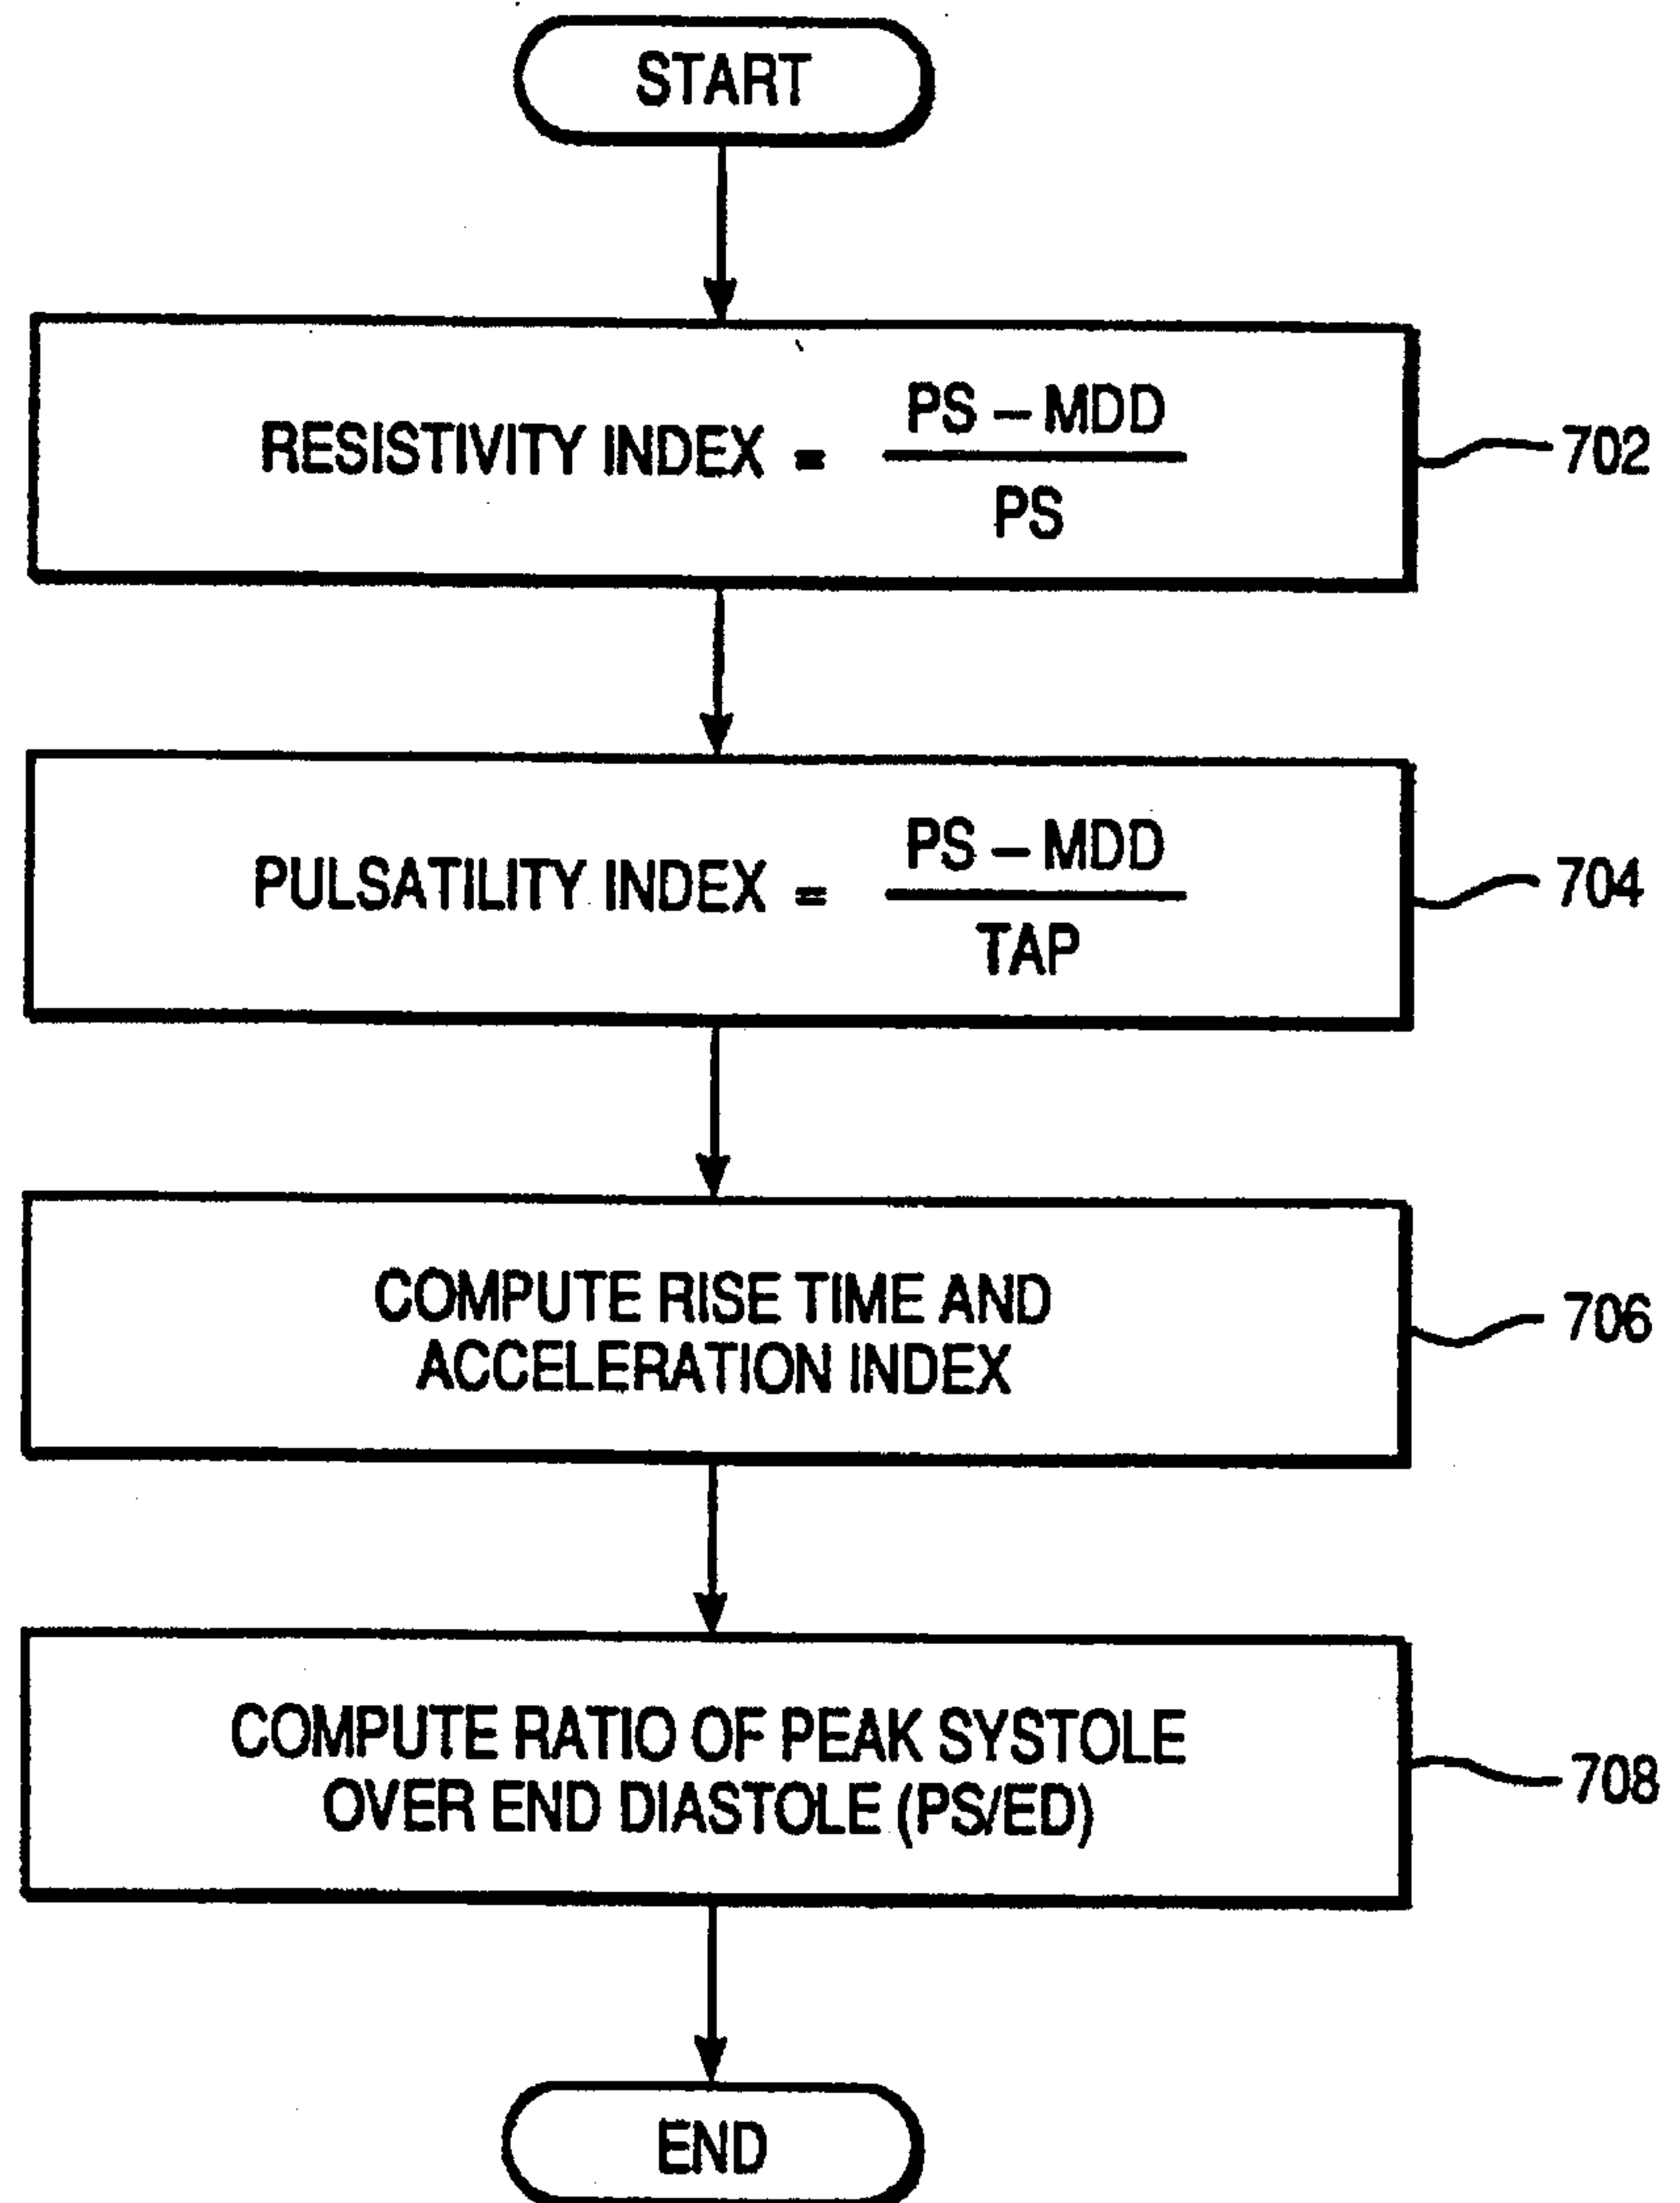 START
RESISTIVITY INDEX = PS – MDD / PS
702
PULSATILITY INDEX = PS – MDD / TAP
704
COMPUTE RISE TIME AND
ACCELERATION INDEX
706
COMPUTE RATIO OF PEAK SYSTOLE
OVER END DIASTOLE (PS/ED)
708
END